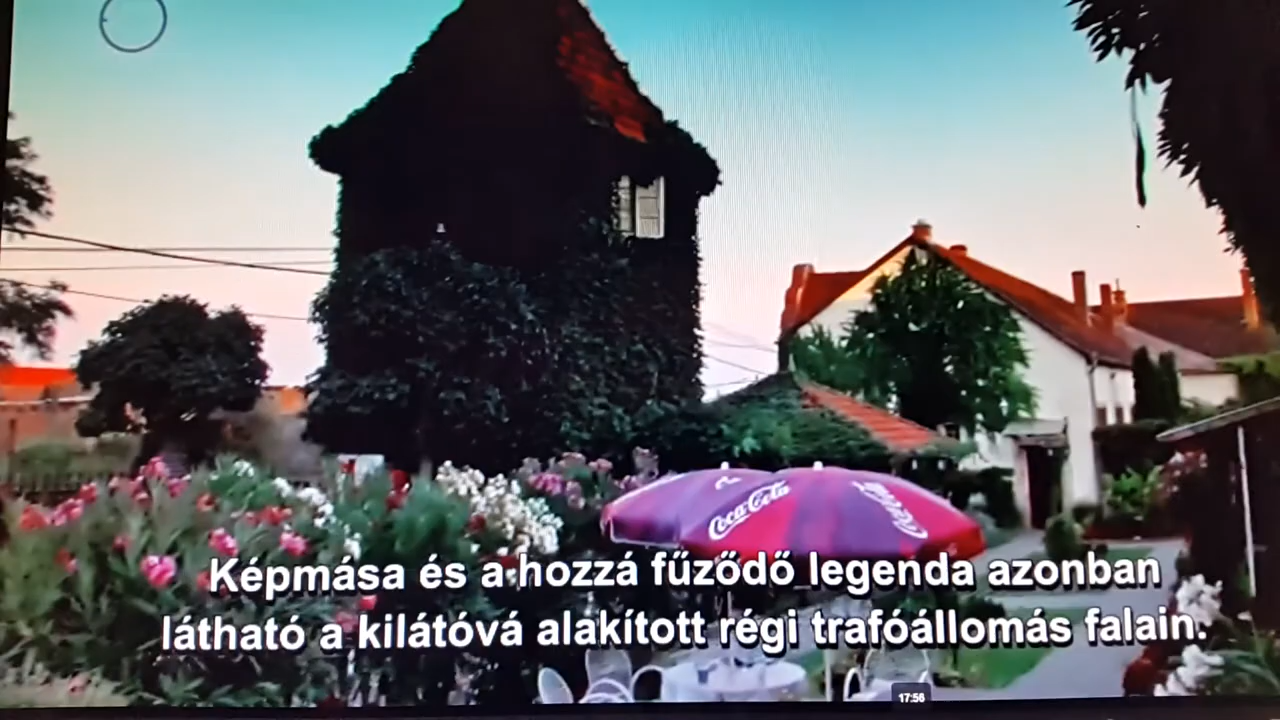 Coca-Cola
Coca-Cola
Képmása és a hozzá fűződő legenda azonban
látható a kilátóvá alakított régi trafóállomás falain.
17:56